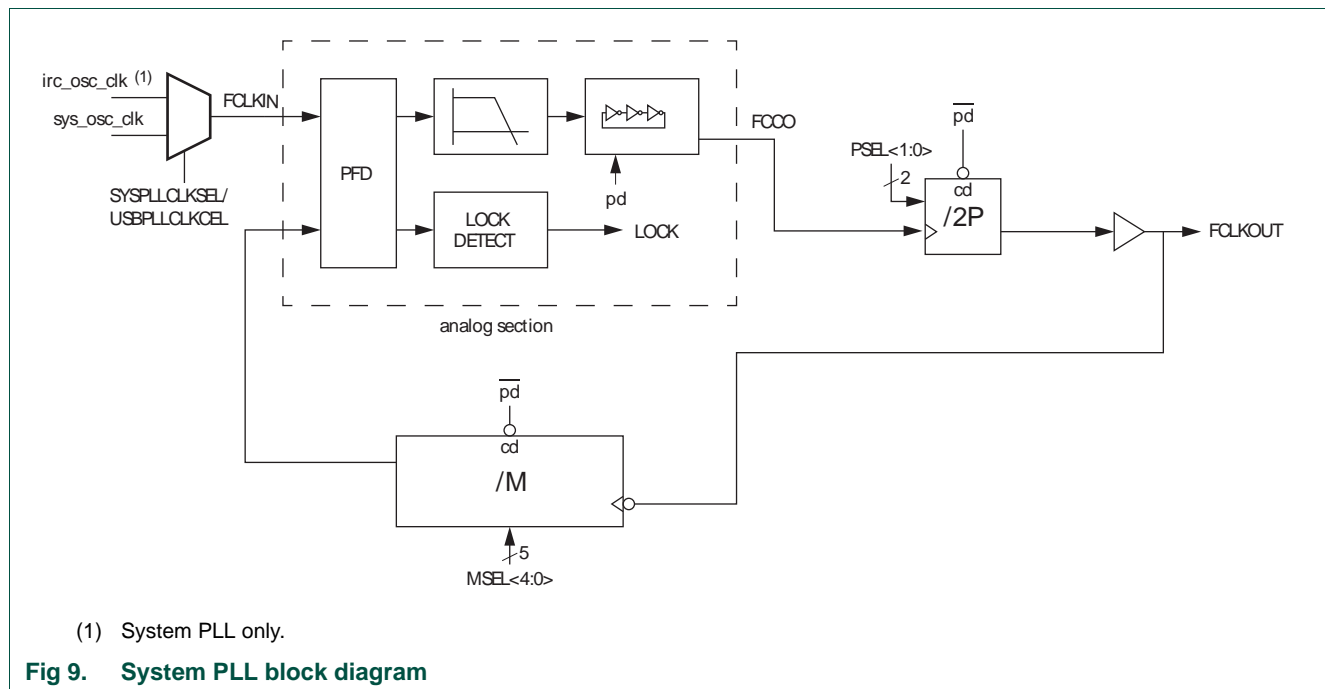 irc_osc_clk (1)
sys_osc_clk
FCLKIN
SYSPLLCLKSEL/
USBPLLCLKCEL
PFD
LOCK
DETECT
LOCK
pd
FCCO
analog section
pd
PSEL<1:0>
2
cd
/2P
FCLKOUT
pd
cd
/M
5
MSEL<4:0>
(1) System PLL only.
Fig 9. System PLL block diagram